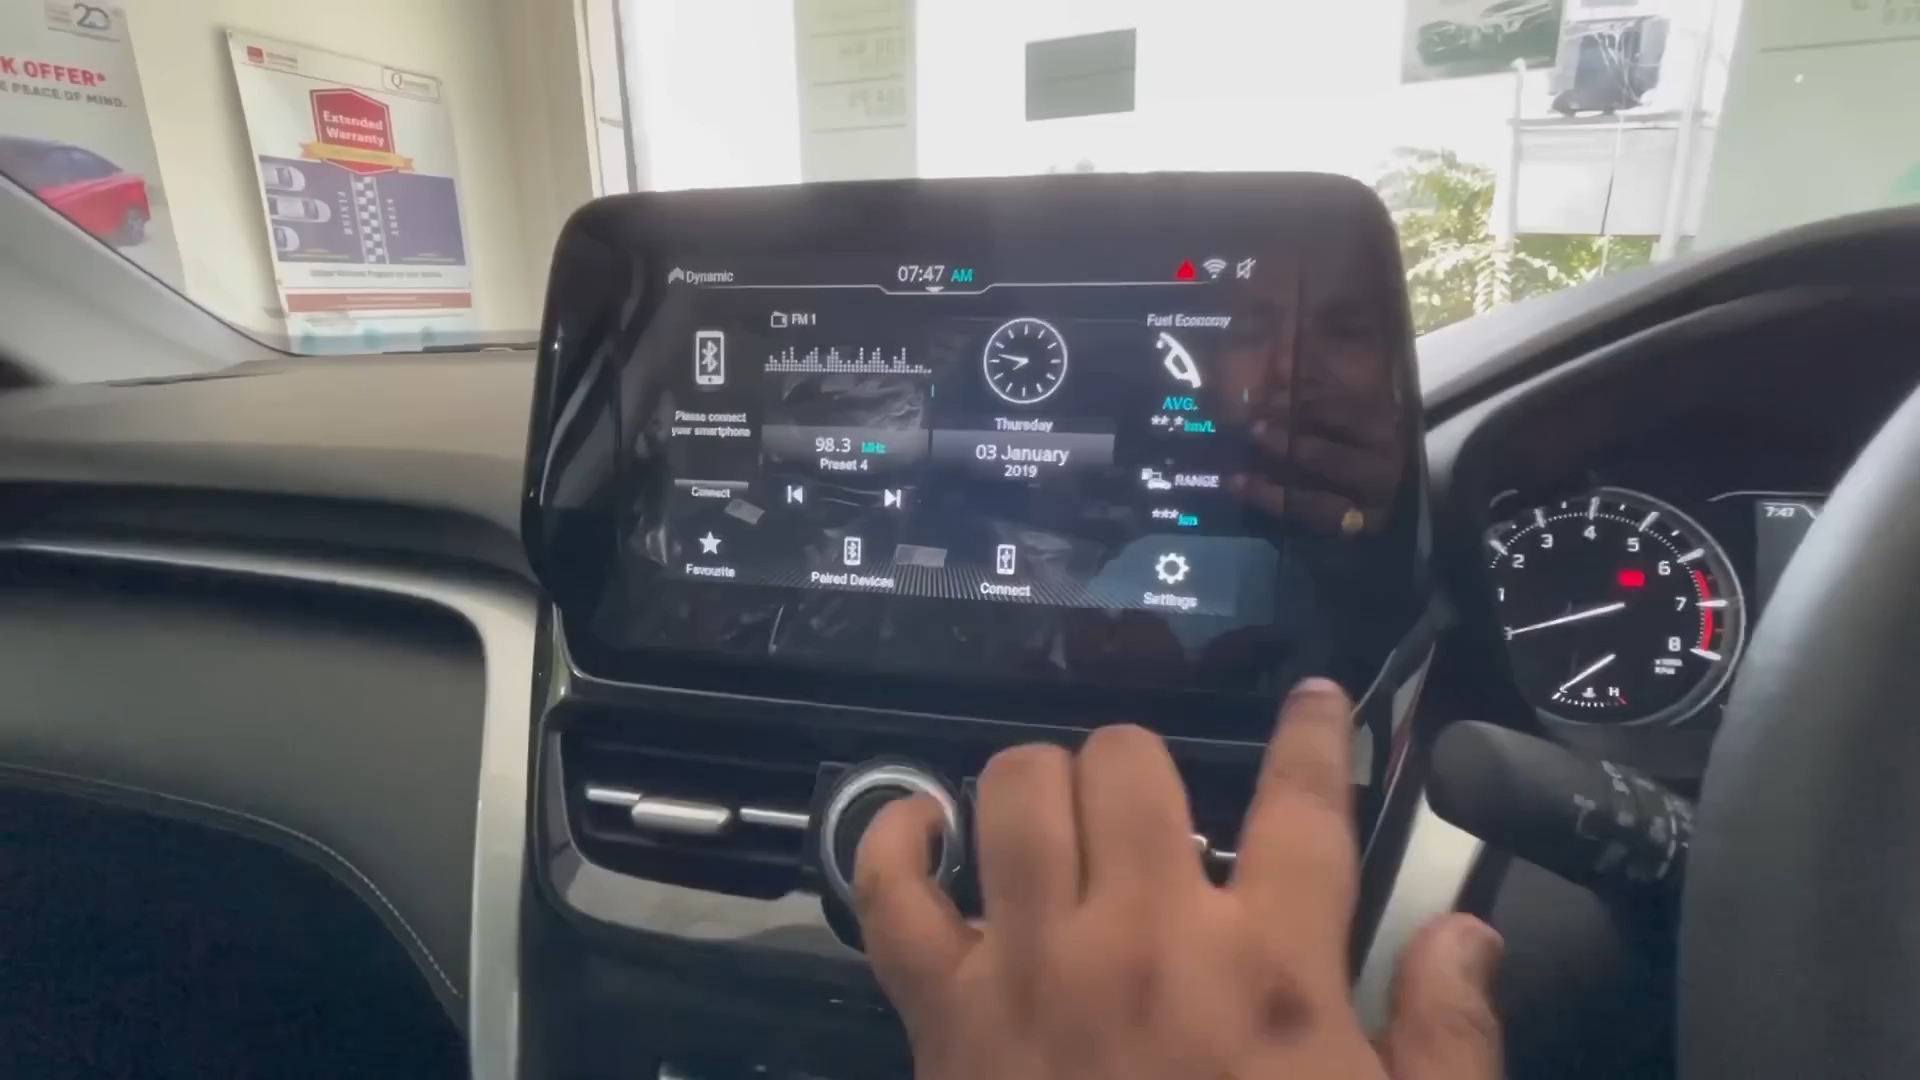 20
K OFFER*
E PEACE OF MIND.
Extended
Warranty
Dynamic
07:47 AM
FM 1
Please connect
your smartphone
Connect
98.3 MHz
Preset 4
Thursday
03 January
2019
Fuel Economy
AVG.
**.* km/L
RANGE
*** km
Favourite
Paired Devices
Connect
Settings
1
2
3
4
5
6
7
8
H
7:47